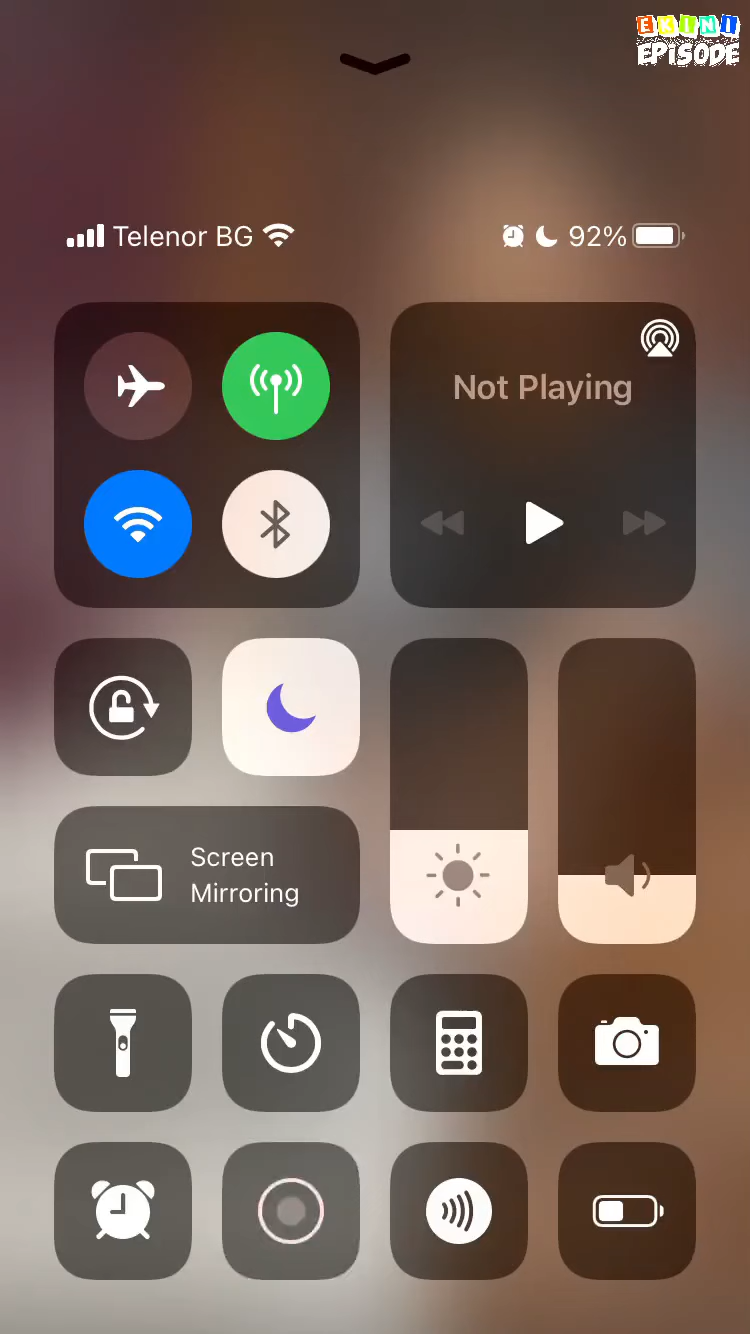 EKINI
EPISODE
Telenor BG
92%
Not Playing
Screen
Mirroring